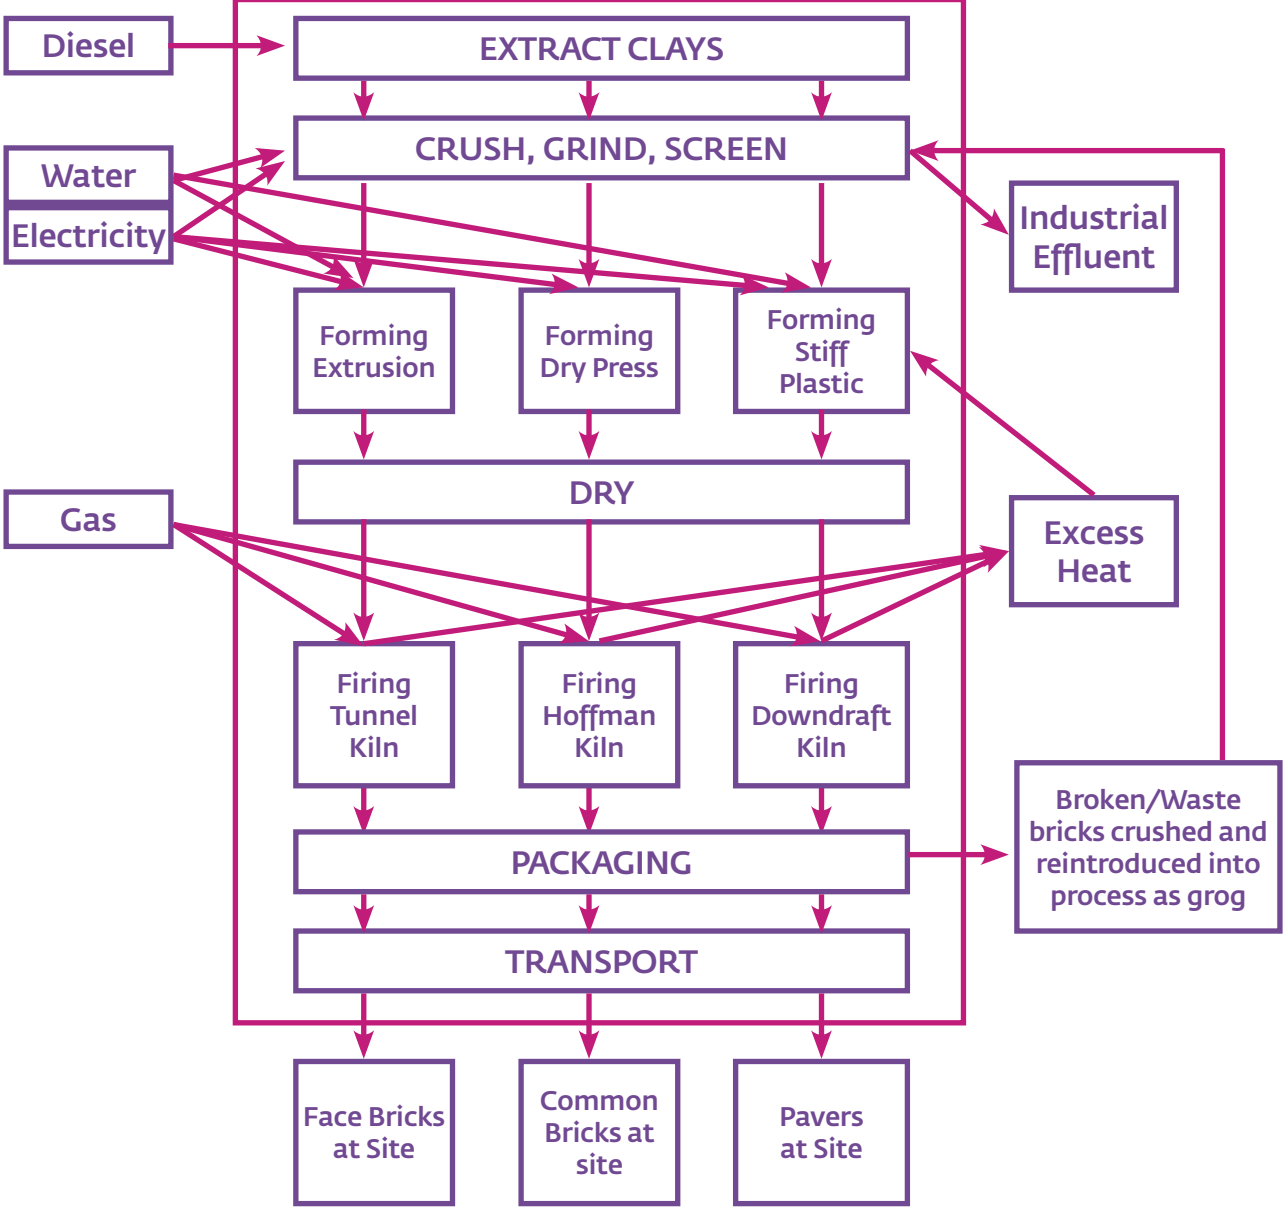 Diesel
EXTRACT CLAYS
CRUSH, GRIND, SCREEN
Water
Electricity
Industrial
Effluent
Forming
Extrusion
Forming
Dry Press
Forming
Stiff
Plastic
DRY
Gas
Excess
Heat
Firing
Tunnel
Kiln
Firing
Hoffman
Kiln
Firing
Downdraft
Kiln
Broken/Waste
bricks crushed and
reintroduced into
process as grog
PACKAGING
TRANSPORT
Face Bricks
at Site
Common
Bricks at
site
Pavers
at Site